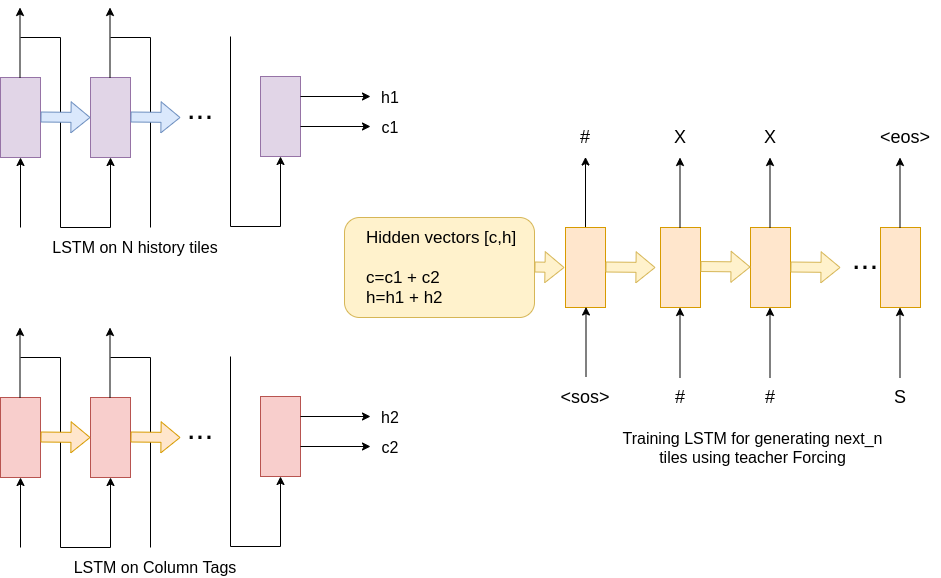 ...
h1
c1
LSTM on N history tiles
...
h2
c2
LSTM on Column Tags
Hidden vectors [c,h]
c=c1 + c2
h=h1 + h2
# X X <eos>
...
<sos> # # S
Training LSTM for generating next_n
tiles using teacher Forcing